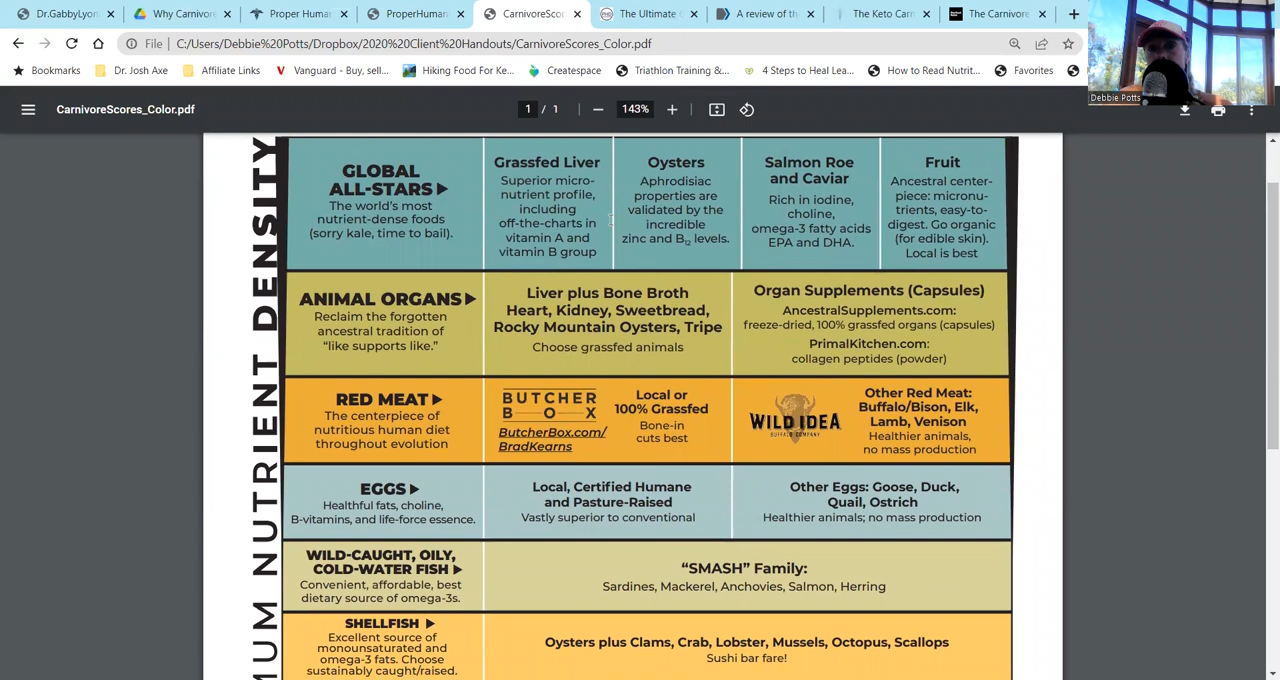 Dr.GabbyLyon
Why Carnivore
Proper Human
ProperHuman
CarnivoreScor
The Ultimate
A review of th
The Keto Carn
The Carnivore
File | C:/Users/Debbie%20Potts/Dropbox/2020%20Client%20Handouts/CarnivoreScores_Color.pdf
Bookmarks
Dr. Josh Axe
Affiliate Links
Vanguard - Buy, sell...
Hiking Food For Ke...
Createspace
Triathlon Training &...
4 Steps to Heal Lea...
How to Read Nutrit...
Favorites
Debbie Potts
CarnivoreScores_Color.pdf
1 / 1
143%
MUM NUTRIENT DENSITY
GLOBAL
ALL-STARS
The world's most
nutrient-dense foods
(sorry kale, time to bail).
Grassfed Liver
Superior micro-
nutrient profile,
including
off-the-charts in
vitamin A and
vitamin B group
Oysters
Aphrodisiac
properties are
validated by the
incredible
zinc and B12 levels.
Salmon Roe
and Caviar
Rich in iodine,
choline,
omega-3 fatty acids
EPA and DHA.
Fruit
Ancestral center-
piece: micronu-
trients, easy-to-
digest. Go organic
(for edible skin).
Local is best
ANIMAL ORGANS
Reclaim the forgotten
ancestral tradition of
“like supports like.”
Liver plus Bone Broth
Heart, Kidney, Sweetbread,
Rocky Mountain Oysters, Tripe
Choose grassfed animals
Organ Supplements (Capsules)
AncestralSupplements.com:
freeze-dried, 100% grassfed organs (capsules)
PrimalKitchen.com:
collagen peptides (powder)
RED MEAT
The centerpiece of
nutritious human diet
throughout evolution
BUTCHER
BOX
ButcherBox.com/
BradKearns
Local or
100% Grassfed
Bone-in
cuts best
WILD IDEA
BUFFALO COMPANY
Other Red Meat:
Buffalo/Bison, Elk,
Lamb, Venison
Healthier animals,
no mass production
EGGS
Healthful fats, choline,
B-vitamins, and life-force essence.
Local, Certified Humane
and Pasture-Raised
Vastly superior to conventional
Other Eggs: Goose, Duck,
Quail, Ostrich
Healthier animals; no mass production
WILD-CAUGHT, OILY,
COLD-WATER FISH
Convenient, affordable, best
dietary source of omega-3s.
“SMASH” Family:
Sardines, Mackerel, Anchovies, Salmon, Herring
SHELLFISH
Excellent source of
monounsaturated and
omega-3 fats. Choose
sustainably caught/raised.
Oysters plus Clams, Crab, Lobster, Mussels, Octopus, Scallops
Sushi bar fare!